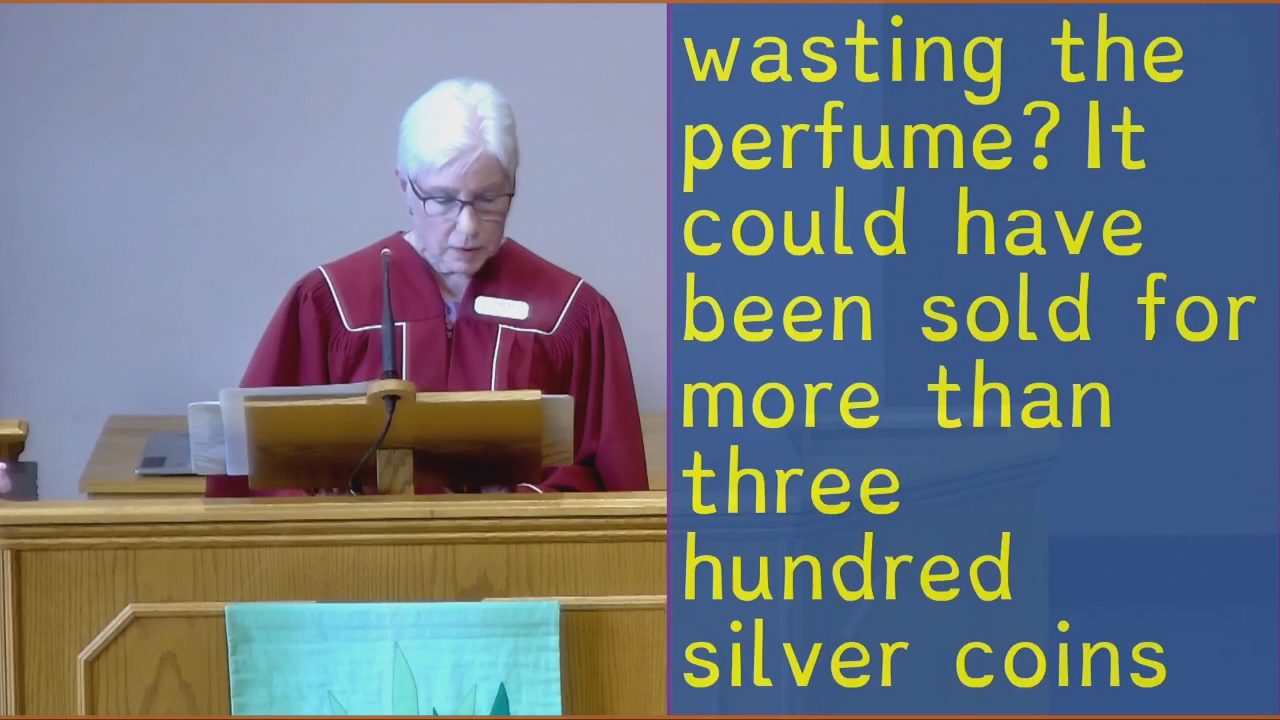 wasting the
perfume? It
could have
been sold for
more than
three
hundred
silver coins